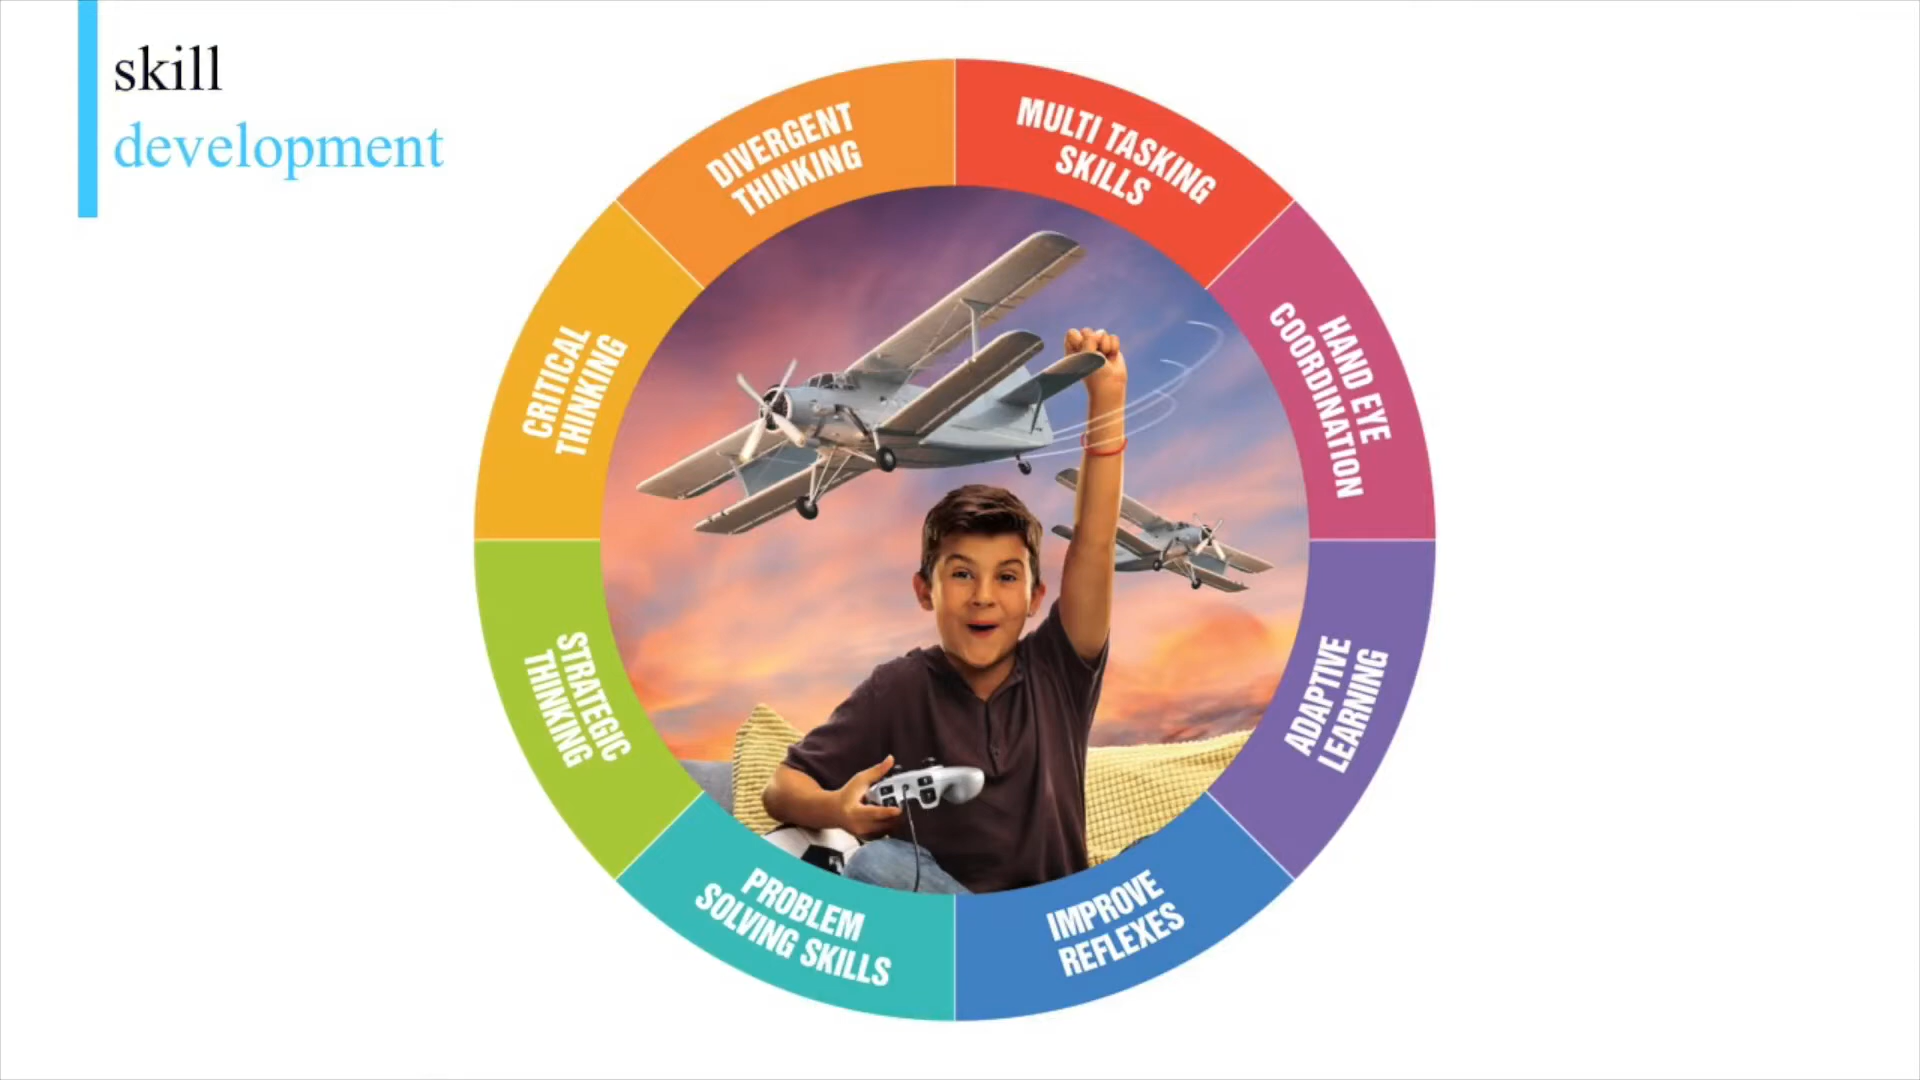 skill
development
DIVERGENT
THINKING
MULTI TASKING
SKILLS
HAND EYE
COORDINATION
ADAPTIVE
LEARNING
IMPROVE
REFLEXES
PROBLEM
SOLVING SKILLS
STRATEGIC
THINKING
CRITICAL
THINKING